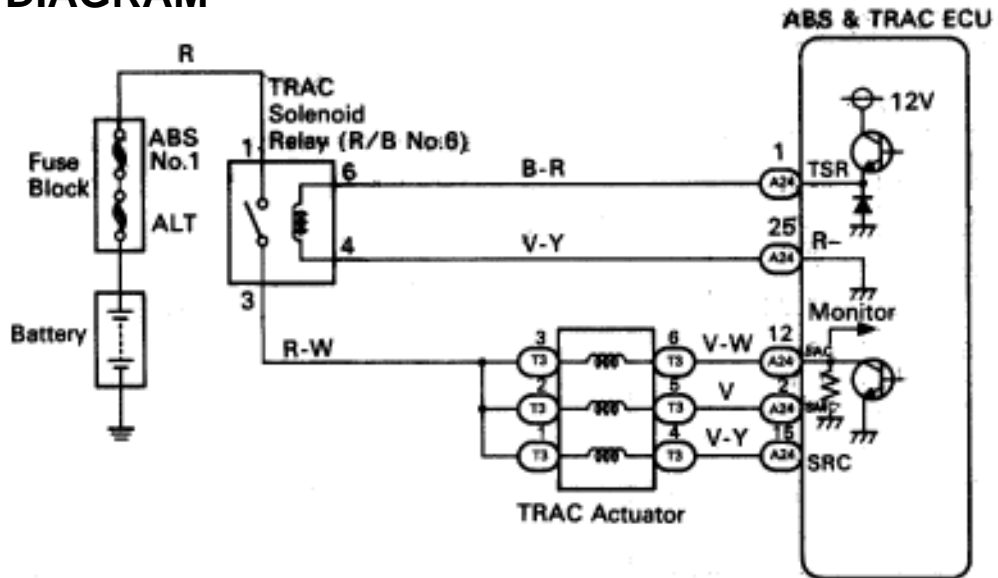 DIAGRAM
ABS & TRAC ECU
R
TRAC
Solenoid
Relay (R/B No.6)
12V
Fuse
Block
ABS
No.1
ALT
1
6
4
3
B-R
1
A24
TSR
V-Y
25
A24
R-
Monitor
Battery
R-W
3
T3
6
T3
V-W
12
A24
2
T3
5
T3
V
2
A24
1
T3
4
T3
V-Y
15
A24
SRC
TRAC Actuator